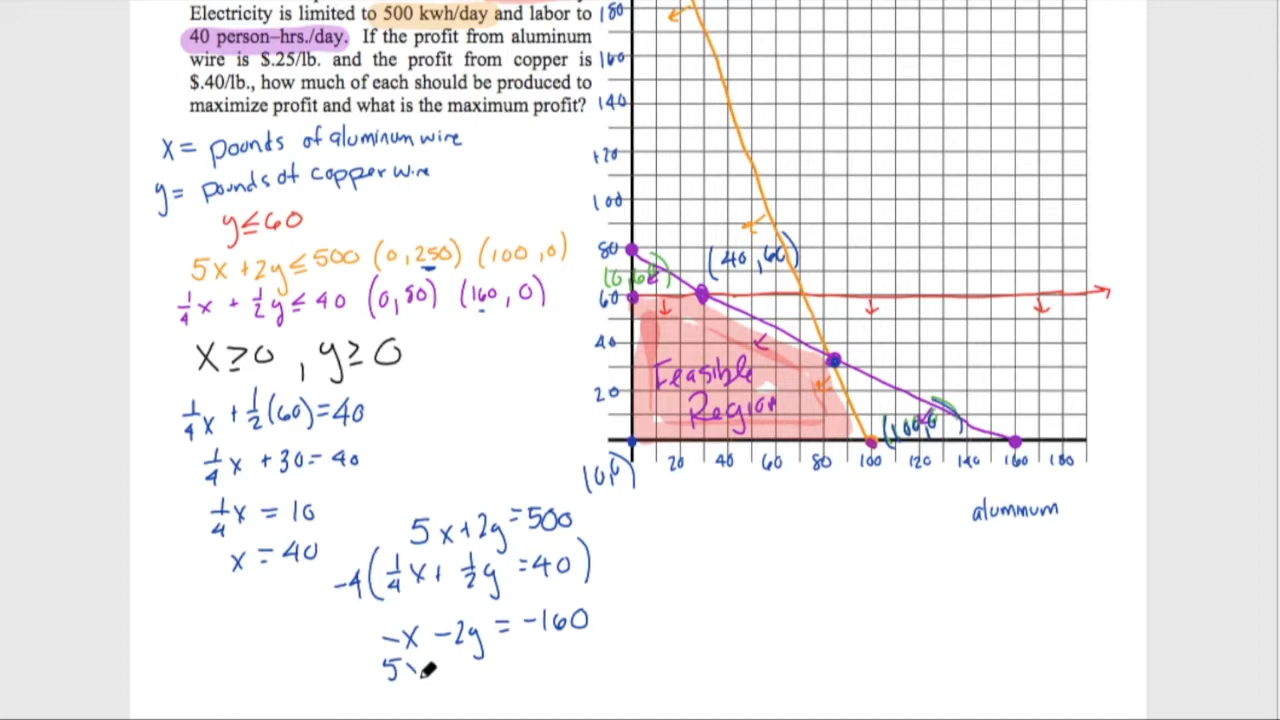 Electricity is limited to 500 kwh/day and labor to
40 person–hrs./day. If the profit from aluminum
wire is $.25/lb. and the profit from copper is
$.40/lb., how much of each should be produced to
maximize profit and what is the maximum profit?
x = pounds of aluminum wire
y = pounds of copper wire
y ≤ 60
5x + 2y ≤ 500 (0, 250) (100, 0)
1/4 x + 1/2 y ≤ 40 (0, 80) (160, 0)
x ≥ 0, y ≥ 0
1/4 x + 1/2 (60) = 40
1/4 x + 30 = 40
1/4 x = 10
x = 40
5x + 2y = 500
-4(1/4 x + 1/2 y = 40)
-x - 2y = -160
5x
180
160
140
120
100
80
60
40
20
(40, 60)
(0, 60)
Feasible
Region
(100, 0)
(0, 0)
20 40 60 80 100 120 140 160 180
aluminum